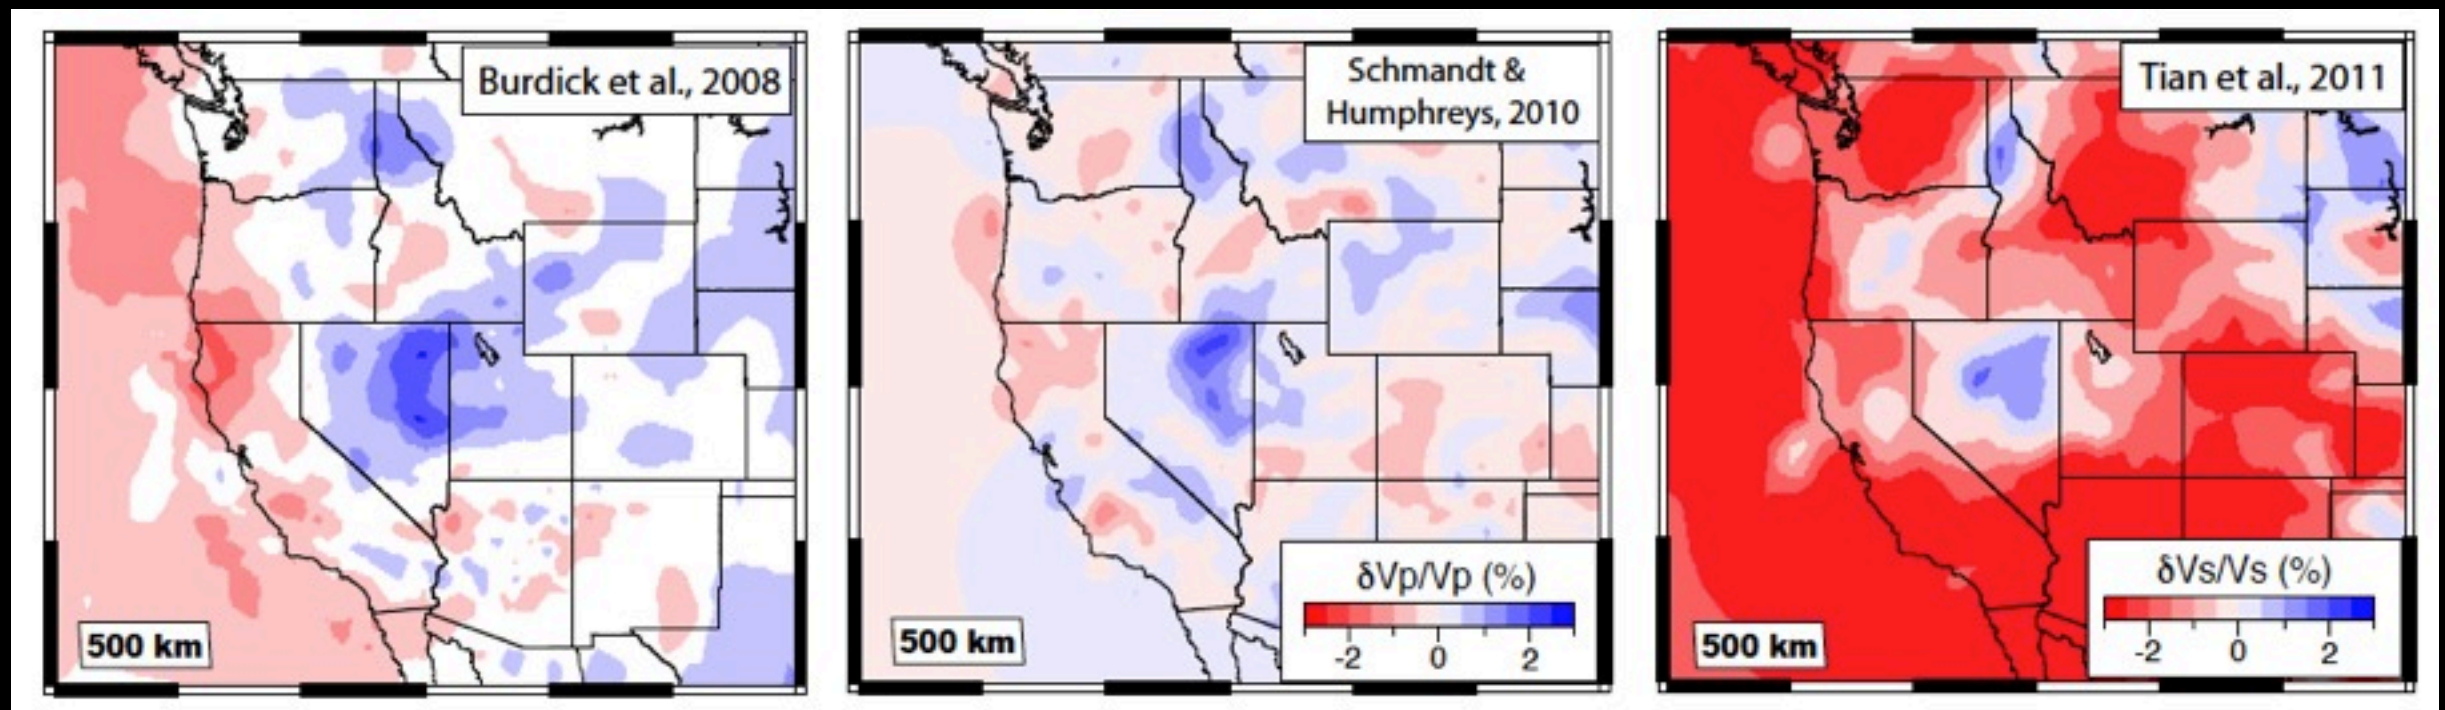 Burdick et al., 2008
500 km
Schmandt &
Humphreys, 2010
δVp/Vp (%)
-2 0 2
500 km
Tian et al., 2011
δVs/Vs (%)
-2 0 2
500 km